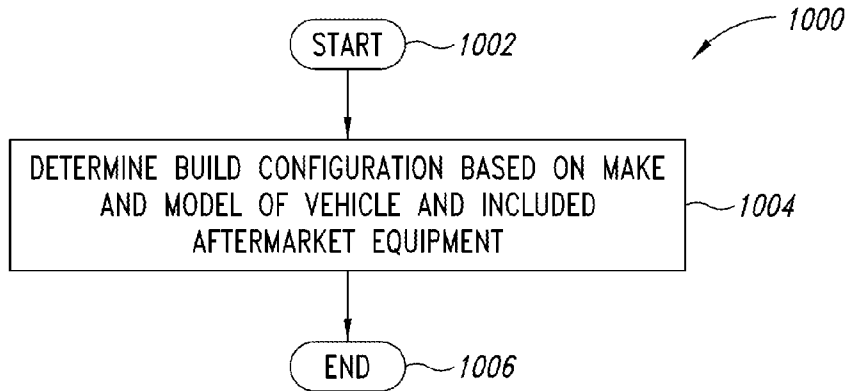 1000
START
1002
DETERMINE BUILD CONFIGURATION BASED ON MAKE
AND MODEL OF VEHICLE AND INCLUDED
AFTERMARKET EQUIPMENT
1004
END
1006